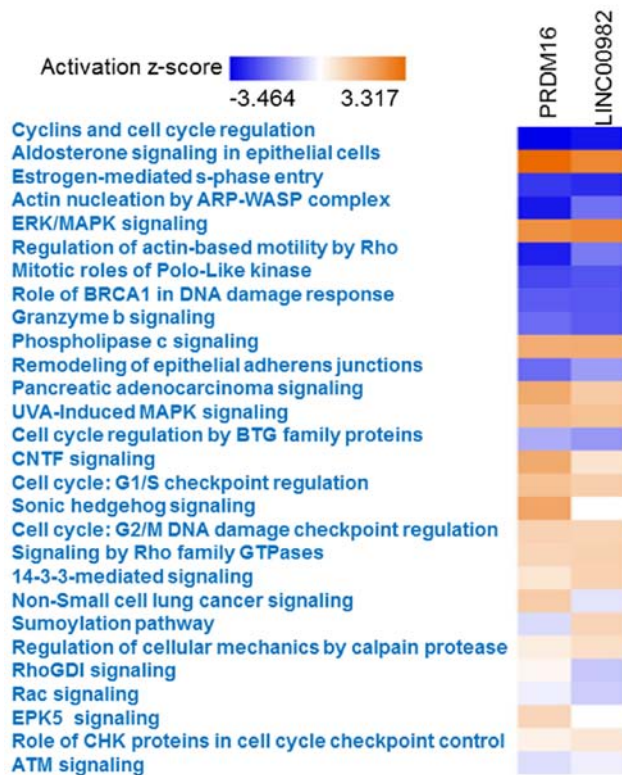 PRDM16
LINC00982
Activation z-score
-3.464 3.317
Cyclins and cell cycle regulation
Aldosterone signaling in epithelial cells
Estrogen-mediated s-phase entry
Actin nucleation by ARP-WASP complex
ERK/MAPK signaling
Regulation of actin-based motility by Rho
Mitotic roles of Polo-Like kinase
Role of BRCA1 in DNA damage response
Granzyme b signaling
Phospholipase c signaling
Remodeling of epithelial adherens junctions
Pancreatic adenocarcinoma signaling
UVA-Induced MAPK signaling
Cell cycle regulation by BTG family proteins
CNTF signaling
Cell cycle: G1/S checkpoint regulation
Sonic hedgehog signaling
Cell cycle: G2/M DNA damage checkpoint regulation
Signaling by Rho family GTPases
14-3-3-mediated signaling
Non-Small cell lung cancer signaling
Sumoylation pathway
Regulation of cellular mechanics by calpain protease
RhoGDI signaling
Rac signaling
EPK5 signaling
Role of CHK proteins in cell cycle checkpoint control
ATM signaling